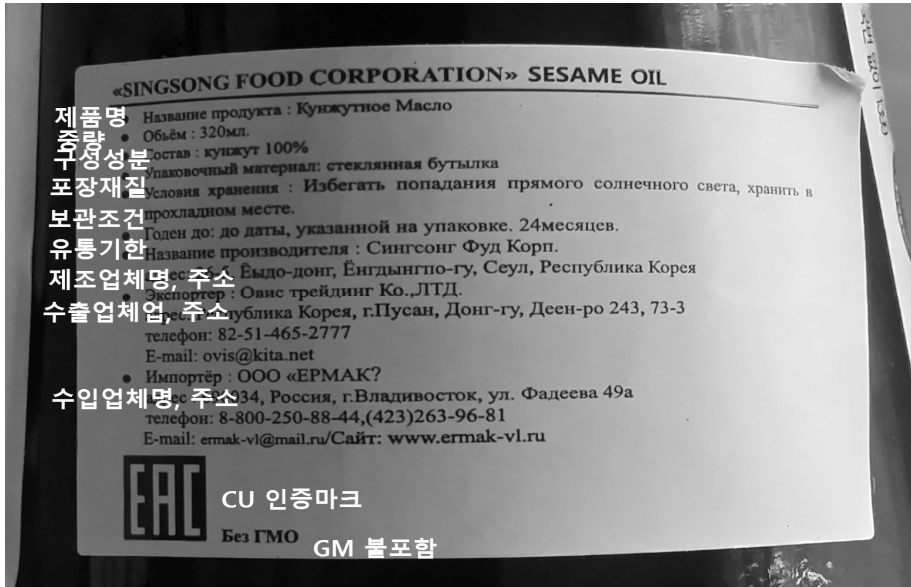 «SINGSONG FOOD CORPORATION» SESAME OIL
제품명
• Название продукта : Кунжутное Масло
중량
• Объём : 320мл.
구성성분
• Состав : кунжут 100%
포장재질
Упаковочный материал: стеклянная бутылка
보관조건
Условия хранения : Избегать попадания прямого солнечного света, хранить в
прохладном месте.
유통기한
• Годен до: до даты, указанной на упаковке. 24месяцев.
제조업체명, 주소
• Название производителя : Сингсонг Фуд Корп.
Ёыдо-донг, Ёнгдынгпо-гу, Сеул, Республика Корея
수출업체업, 주소
• Экспортер : Овис трейдинг Ко.,ЛТД.
Республика Корея, г.Пусан, Донг-гу, Деен-ро 243, 73-3
телефон: 82-51-465-2777
E-mail: ovis@kita.net
수입업체명, 주소
• Импортёр : ООО «ЕРМАК?
Россия, г.Владивосток, ул. Фадеева 49а
телефон: 8-800-250-88-44,(423)263-96-81
E-mail: ermak-vl@mail.ru/Сайт: www.ermak-vl.ru
EAC
CU 인증마크
Без ГМО
GM 불포함